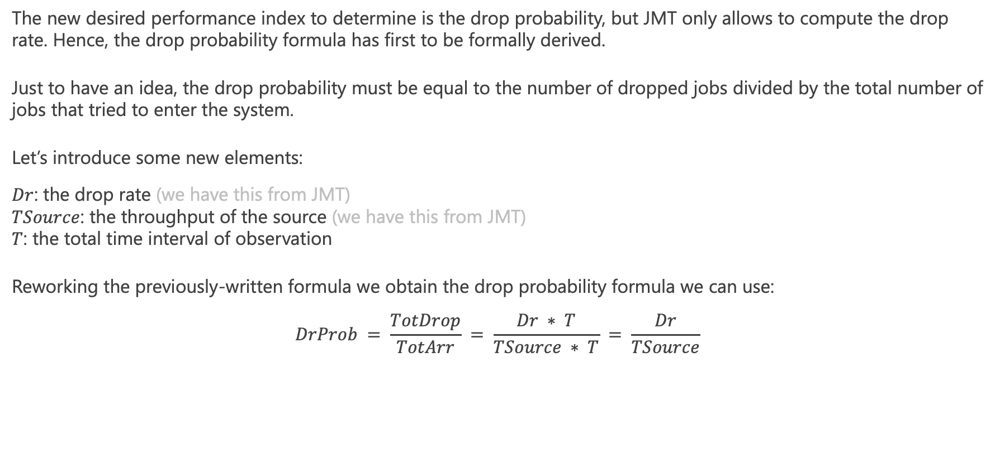 The new desired performance index to determine is the drop probability, but JMT only allows to compute the drop
rate. Hence, the drop probability formula has first to be formally derived.
Just to have an idea, the drop probability must be equal to the number of dropped jobs divided by the total number of
jobs that tried to enter the system.
Let’s introduce some new elements:
Dr: the drop rate (we have this from JMT)
TSource: the throughput of the source (we have this from JMT)
T: the total time interval of observation
Reworking the previously-written formula we obtain the drop probability formula we can use:
DrProb = TotDrop / TotArr = Dr * T / TSource * T = Dr / TSource